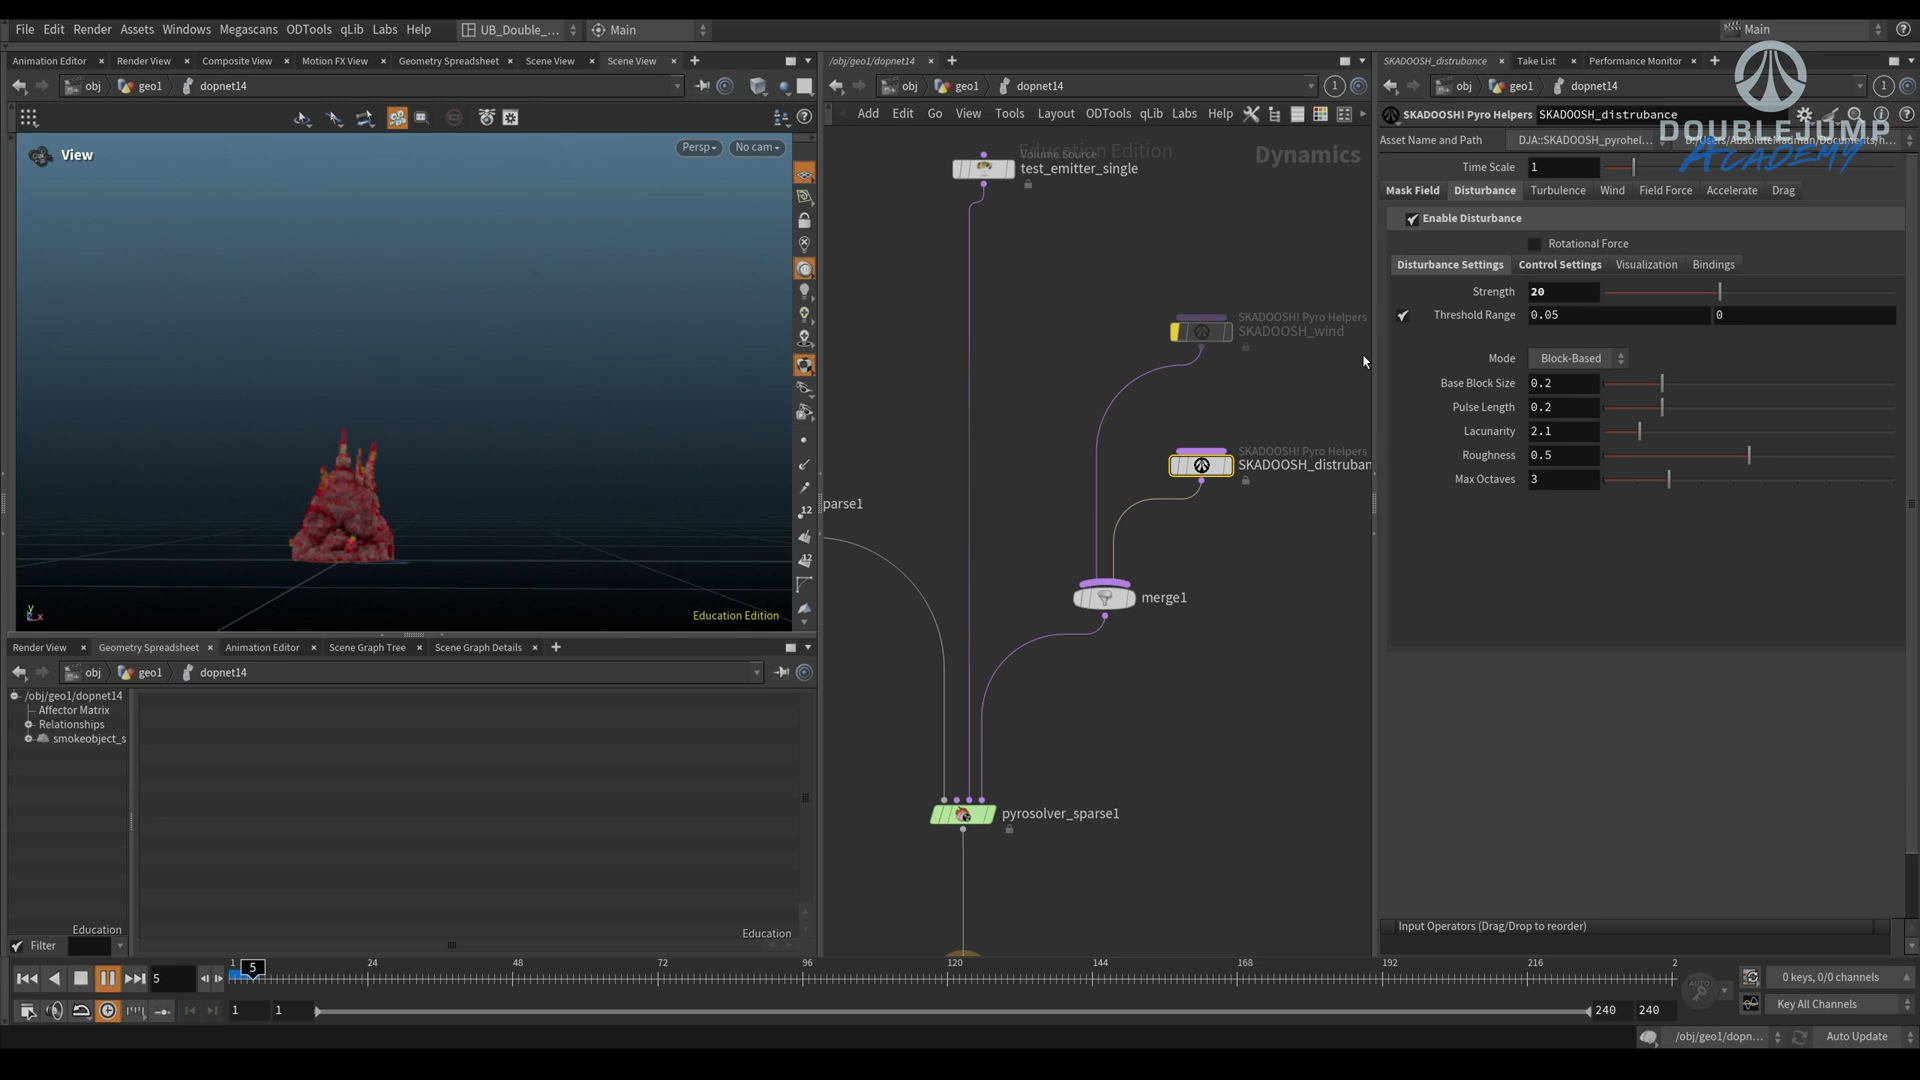 File Edit Render Assets Windows Megascans ODTools qLib Labs Help UB_Double_... Main Main
Animation Editor Render View Composite View Motion FX View Geometry Spreadsheet Scene View Scene View
obj geo1 dopnet14
View Persp No cam
Education Edition
y x
/obj/geo1/dopnet14
obj geo1 dopnet14 1
Add Edit Go View Tools Layout ODTools qLib Labs Help
Education Edition Dynamics
Volume Source
test_emitter_single
SKADOOSH! Pyro Helpers
SKADOOSH_wind
SKADOOSH! Pyro Helpers
SKADOOSH_distruban
parse1
merge1
pyrosolver_sparse1
SKADOOSH_distrubance Take List Performance Monitor
obj geo1 dopnet14 1
SKADOOSH! Pyro Helpers SKADOOSH_distrubance
DOUBLEJUMP
ACADEMY
Asset Name and Path DJA::SKADOOSH_pyrohel... D:/Users/AbsoluteMadman/Documents/h...
Time Scale 1
Mask Field Disturbance Turbulence Wind Field Force Accelerate Drag
Enable Disturbance
Rotational Force
Disturbance Settings Control Settings Visualization Bindings
Strength 20
Threshold Range 0.05 0
Mode Block-Based
Base Block Size 0.2
Pulse Length 0.2
Lacunarity 2.1
Roughness 0.5
Max Octaves 3
Input Operators (Drag/Drop to reorder)
Render View Geometry Spreadsheet Animation Editor Scene Graph Tree Scene Graph Details
obj geo1 dopnet14
/obj/geo1/dopnet14
Affector Matrix
Relationships
smokeobject_s
Education
Filter
Education
12
12
5 1 5 24 48 72 96 120 144 168 192 216 2
AUTO
0 keys, 0/0 channels
1 1 240 240
Key All Channels
/obj/geo1/dopn... Auto Update